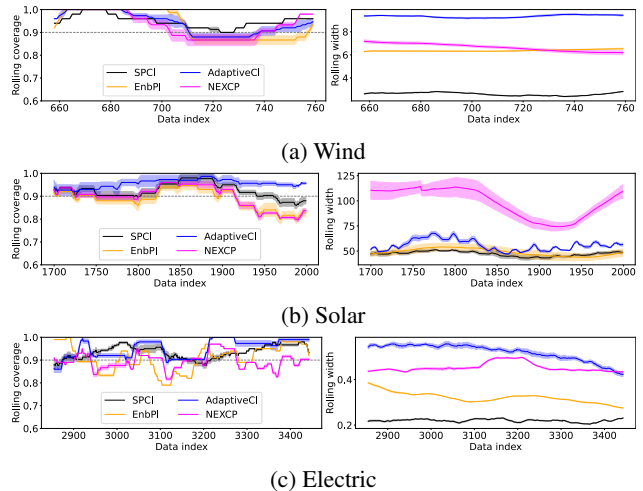 Rolling coverage
1.0
0.9
0.8
0.7
0.6
SPCI
EnbPI
AdaptiveCI
NEXCP
660
680
700
720
740
760
Data index
Rolling width
8
6
4
660
680
700
720
740
760
Data index
(a) Wind
Rolling coverage
1.0
0.9
0.8
0.7
0.6
SPCI
EnbPI
AdaptiveCI
NEXCP
1700
1750
1800
1850
1900
1950
2000
Data index
Rolling width
125
100
75
50
1700
1750
1800
1850
1900
1950
2000
Data index
(b) Solar
Rolling coverage
1.0
0.9
0.8
0.7
0.6
SPCI
EnbPI
AdaptiveCI
NEXCP
2900
3000
3100
3200
3300
3400
Data index
Rolling width
0.4
0.2
2900
3000
3100
3200
3300
3400
Data index
(c) Electric